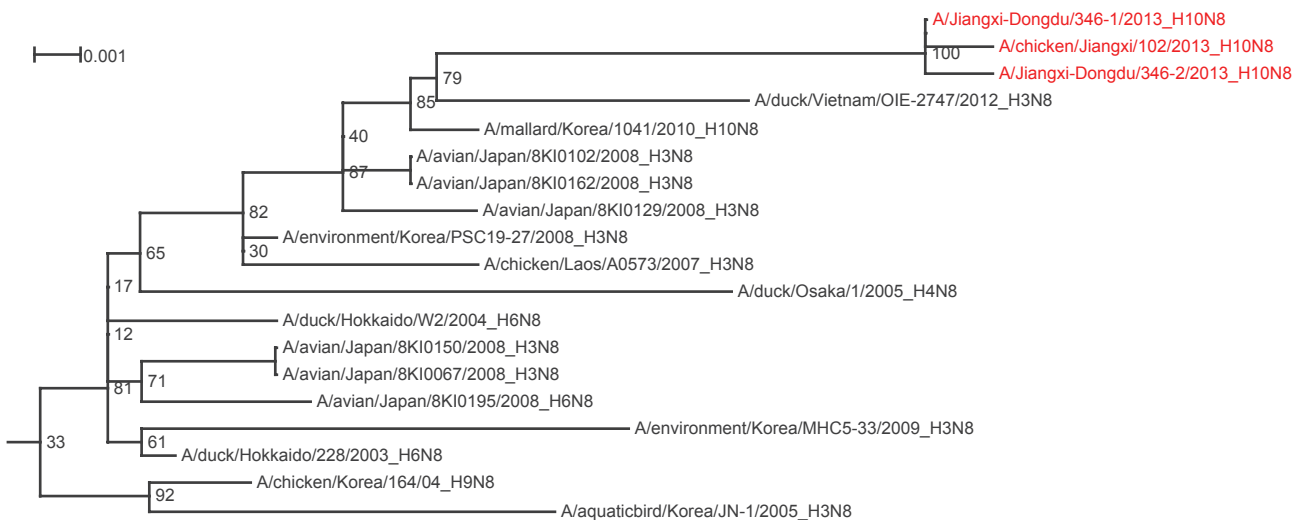 A/Jiangxi-Dongdu/346-1/2013_H10N8
0.001
100
A/chicken/Jiangxi/102/2013_H10N8
A/Jiangxi-Dongdu/346-2/2013_H10N8
79
85
A/duck/Vietnam/OIE-2747/2012_H3N8
A/mallard/Korea/1041/2010_H10N8
40
A/avian/Japan/8KI0102/2008_H3N8
87
A/avian/Japan/8KI0162/2008_H3N8
82
A/avian/Japan/8KI0129/2008_H3N8
A/environment/Korea/PSC19-27/2008_H3N8
65
30
A/chicken/Laos/A0573/2007_H3N8
17
A/duck/Osaka/1/2005_H4N8
A/duck/Hokkaido/W2/2004_H6N8
12
A/avian/Japan/8KI0150/2008_H3N8
81
71
A/avian/Japan/8KI0067/2008_H3N8
A/avian/Japan/8KI0195/2008_H6N8
33
61
A/environment/Korea/MHC5-33/2009_H3N8
A/duck/Hokkaido/228/2003_H6N8
A/chicken/Korea/164/04_H9N8
92
A/aquaticbird/Korea/JN-1/2005_H3N8